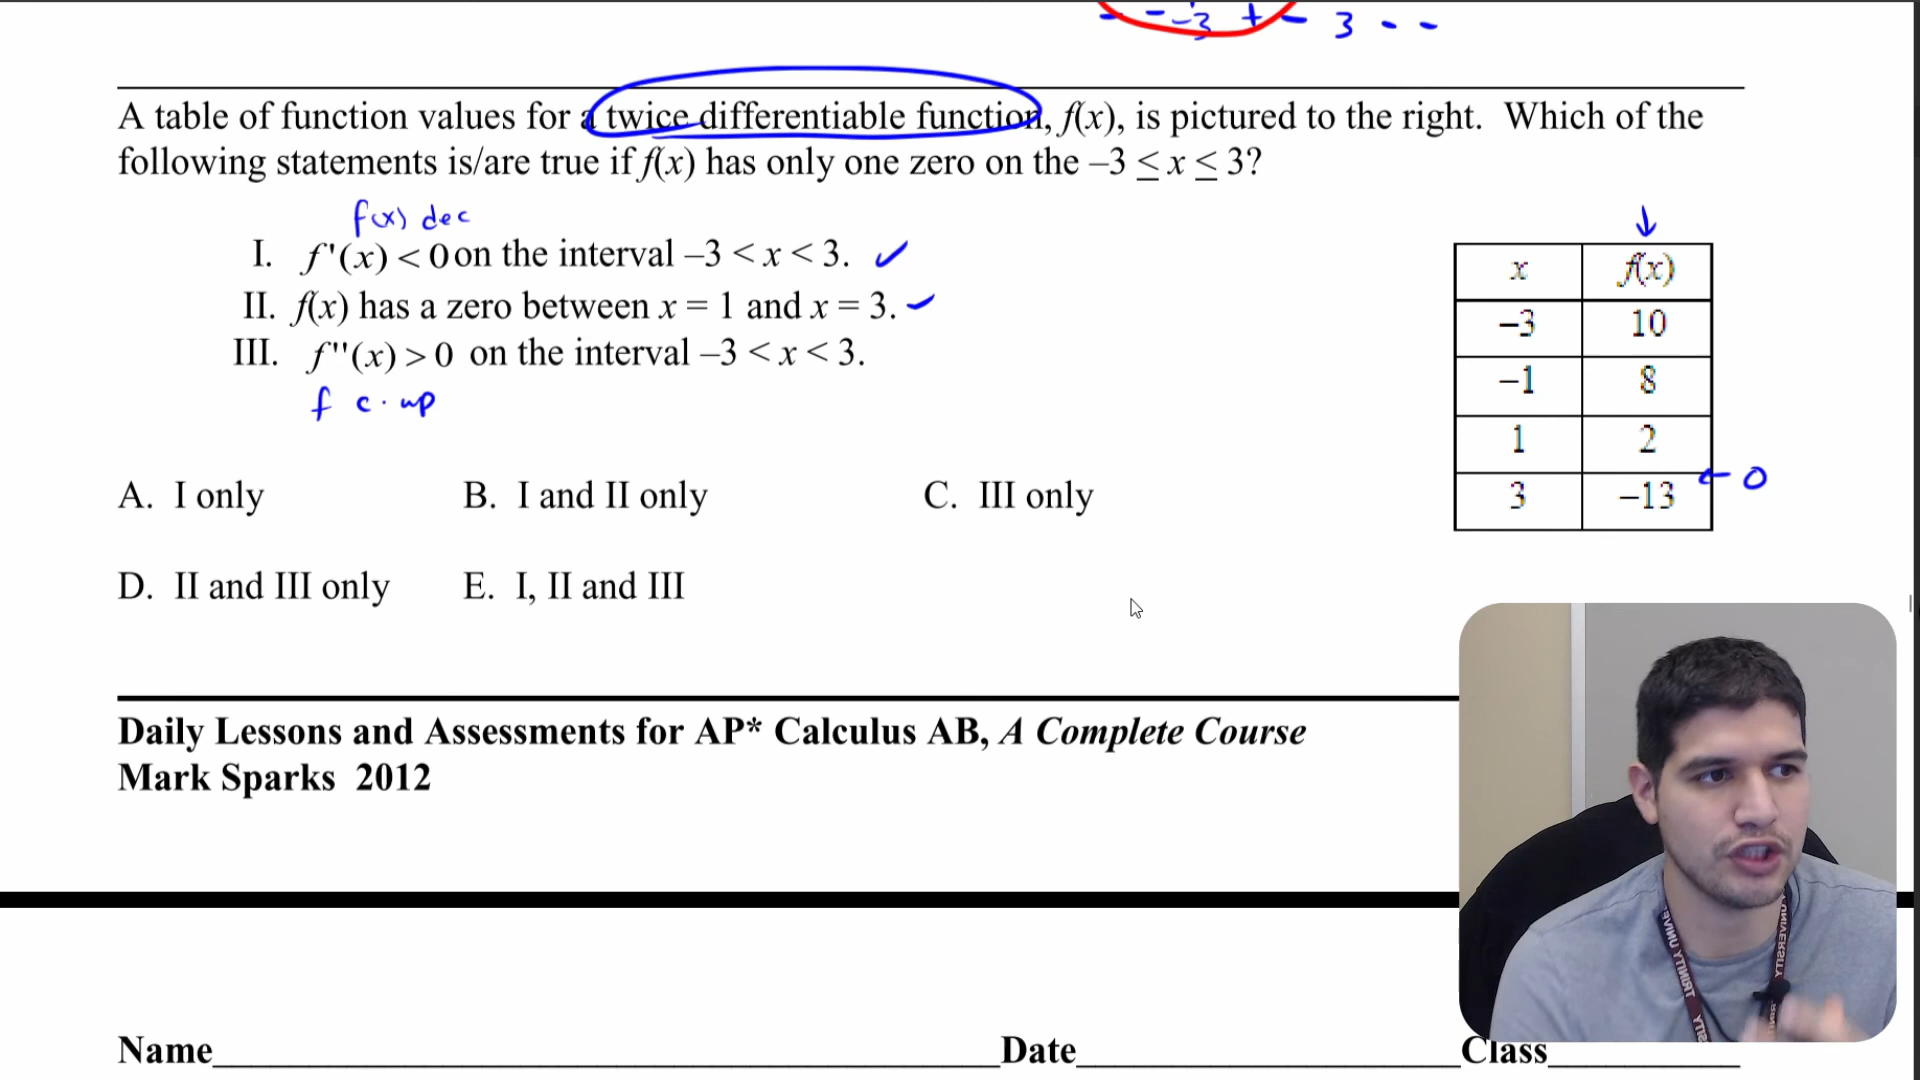 - - -3 + - 3 - -
A table of function values for a twice differentiable function, f(x), is pictured to the right. Which of the
following statements is/are true if f(x) has only one zero on the –3 ≤ x ≤ 3?
f(x) dec
I. f'(x) < 0 on the interval –3 < x < 3. ✓
II. f(x) has a zero between x = 1 and x = 3. ✓
III. f''(x) > 0 on the interval –3 < x < 3.
f c. up
↓
x f(x)
–3 10
–1 8
1 2
← 0
3 –13
A. I only B. I and II only C. III only
D. II and III only E. I, II and III
Daily Lessons and Assessments for AP* Calculus AB, A Complete Course
Mark Sparks 2012
TRINITY UNIVE
UNIVERSITY
Name Date Class